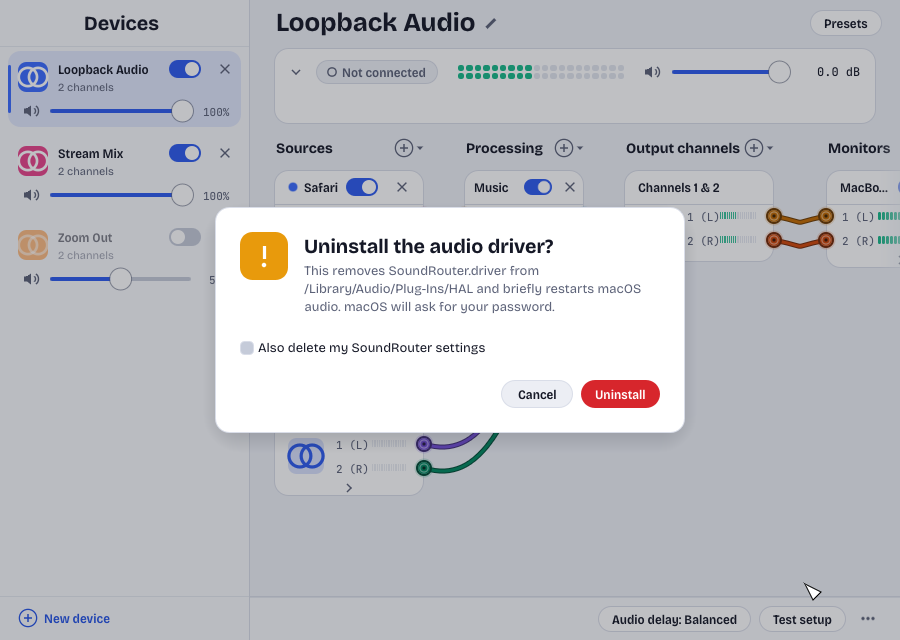 Devices
Loopback Audio
2 channels
100%
Stream Mix
2 channels
100%
Zoom Out
2 channels
Loopback Audio
Presets
Not connected
0.0 dB
Sources
Processing
Output channels
Monitors
Safari
Music
Channels 1 & 2
MacBo...
1 (L)
2 (R)
1 (L)
2 (R)
Uninstall the audio driver?
This removes SoundRouter.driver from
/Library/Audio/Plug-Ins/HAL and briefly restarts macOS
audio. macOS will ask for your password.
Also delete my SoundRouter settings
Cancel
Uninstall
1 (L)
2 (R)
New device
Audio delay: Balanced
Test setup